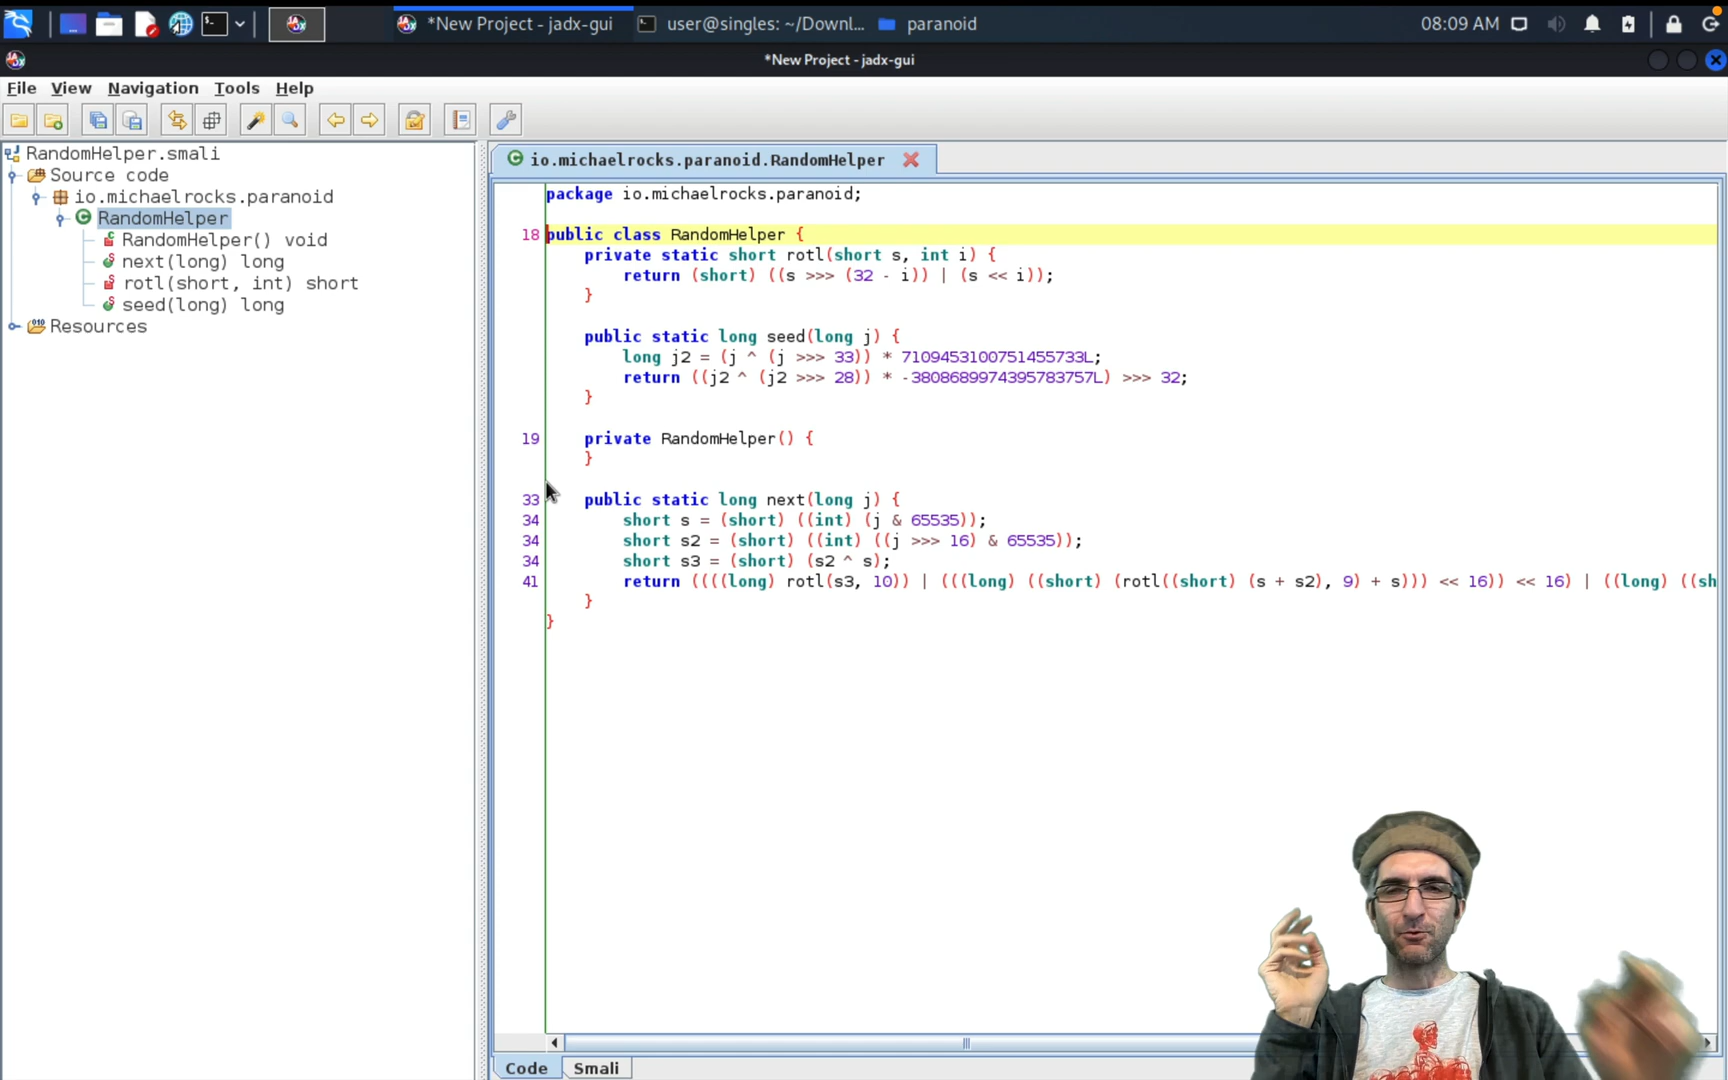 *New Project - jadx-gui
user@singles: ~/Downl...
paranoid
08:09 AM
*New Project - jadx-gui
File View Navigation Tools Help
RandomHelper.smali
Source code
io.michaelrocks.paranoid
RandomHelper
RandomHelper() void
next(long) long
rotl(short, int) short
seed(long) long
Resources
io.michaelrocks.paranoid.RandomHelper
package io.michaelrocks.paranoid;
18 public class RandomHelper {
private static short rotl(short s, int i) {
return (short) ((s >>> (32 - i)) | (s << i));
}
public static long seed(long j) {
long j2 = (j ^ (j >>> 33)) * 7109453100751455733L;
return ((j2 ^ (j2 >>> 28)) * -3808689974395783757L) >>> 32;
}
19 private RandomHelper() {
}
33 public static long next(long j) {
34 short s = (short) ((int) (j & 65535));
34 short s2 = (short) ((int) ((j >>> 16) & 65535));
34 short s3 = (short) (s2 ^ s);
41 return ((((long) rotl(s3, 10)) | (((long) ((short) (rotl((short) (s + s2), 9) + s))) << 16)) << 16) | ((long) ((sh
}
}
Code Smali